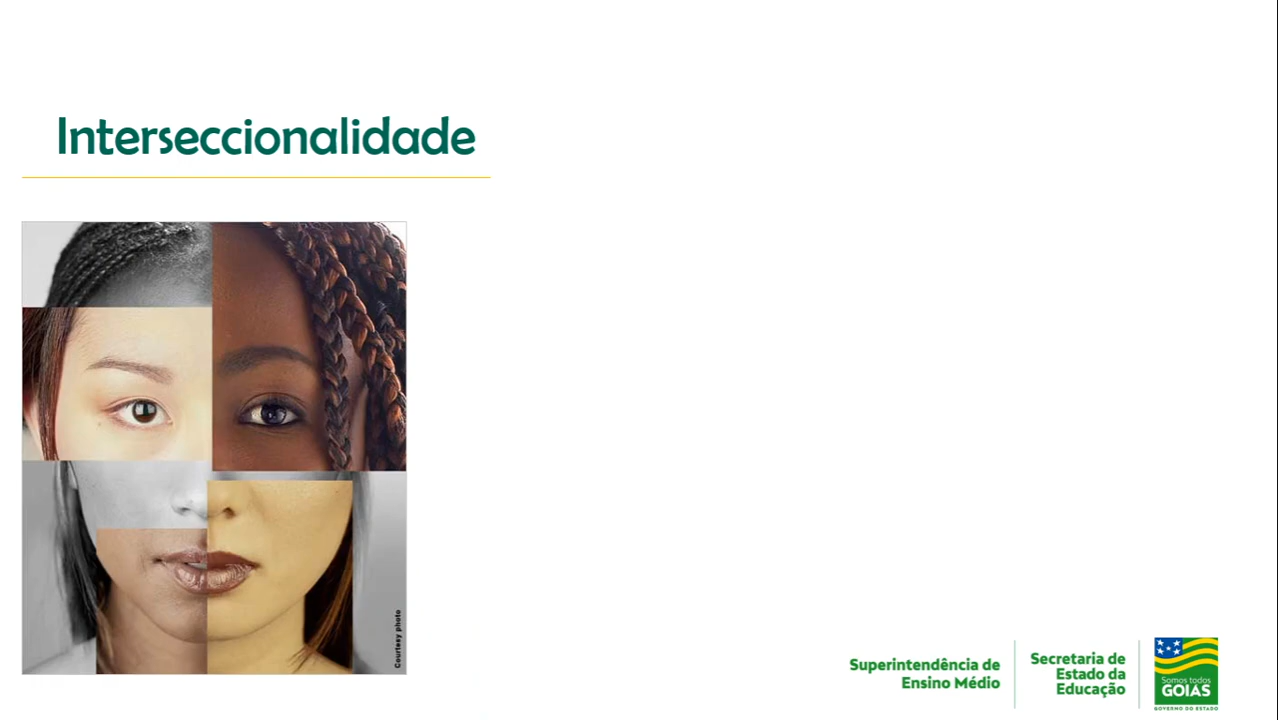 Interseccionalidade
Courtesy photo
Superintendência de
Ensino Médio
Secretaria de
Estado da
Educação
Somos todos
GOIÁS
GOVERNO DO ESTADO